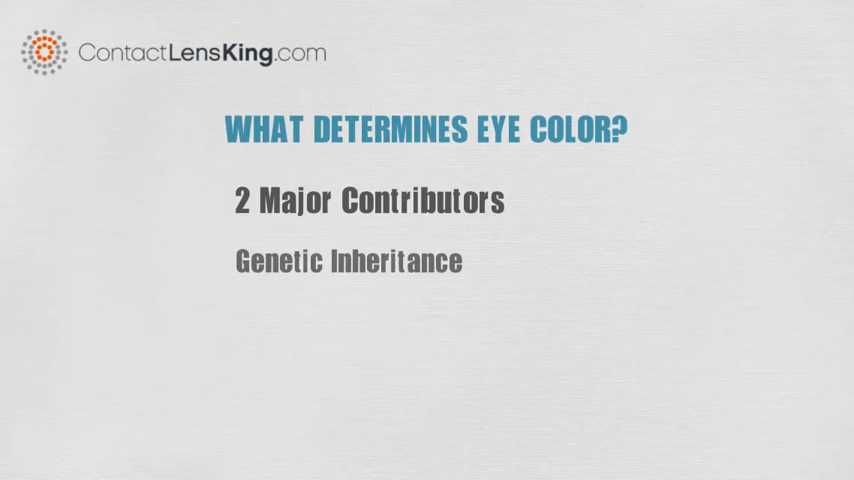 ContactLensKing.com
WHAT DETERMINES EYE COLOR?
2 Major Contributors
Genetic Inheritance